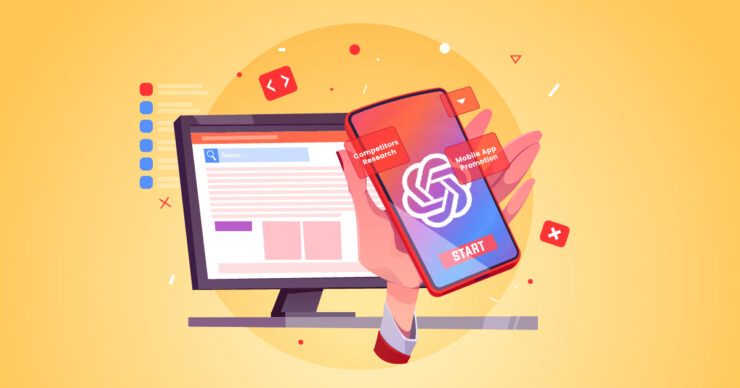 Search...
Competitors
Research
Mobile App
Promotion
START